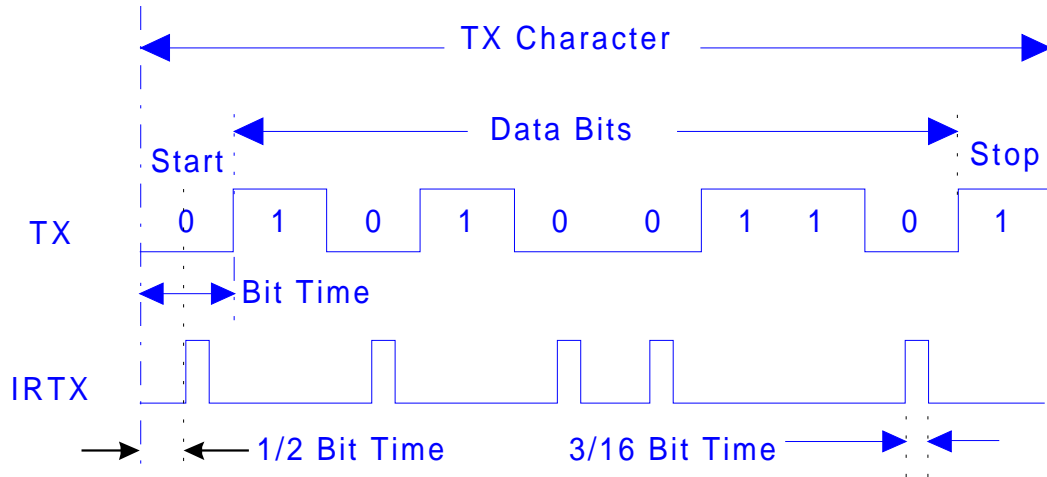 TX Character
Data Bits
Start
Stop
TX
0 1 0 1 0 0 1 1 0 1
Bit Time
IRTX
1/2 Bit Time
3/16 Bit Time